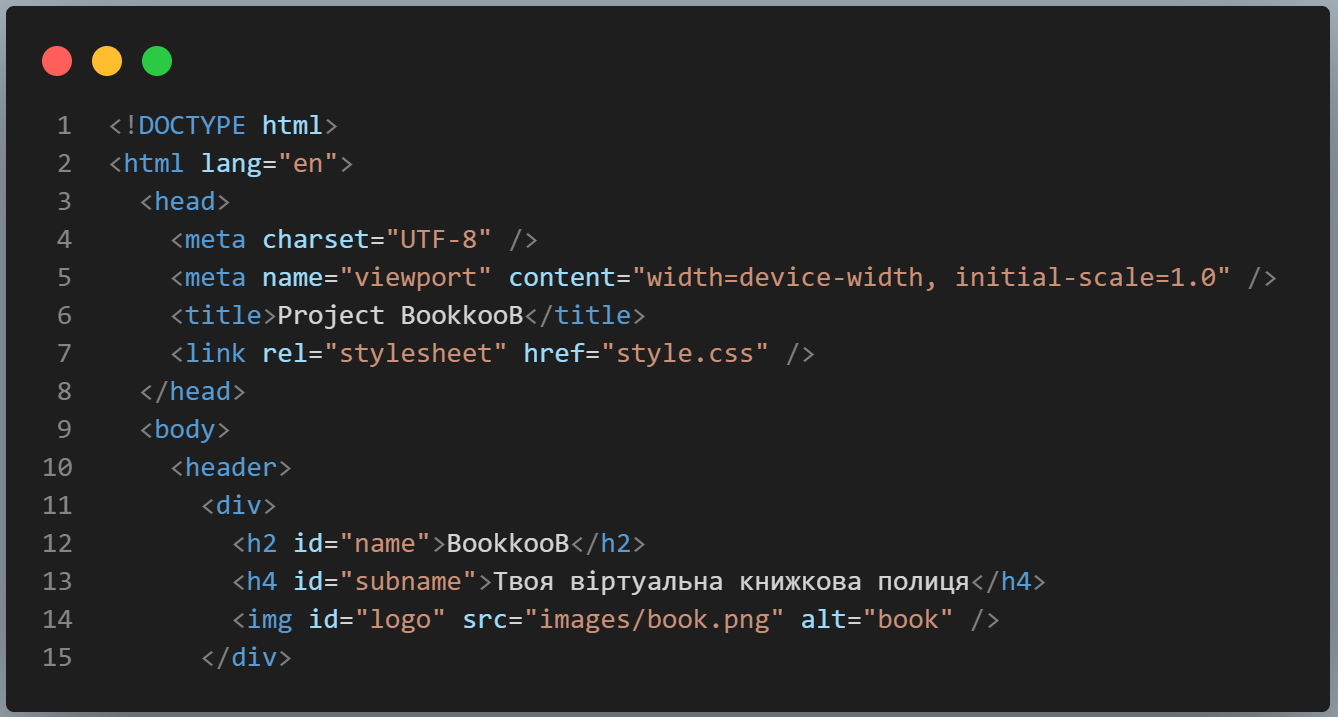 1 <!DOCTYPE html>
2 <html lang="en">
3   <head>
4     <meta charset="UTF-8" />
5     <meta name="viewport" content="width=device-width, initial-scale=1.0" />
6     <title>Project BookkooB</title>
7     <link rel="stylesheet" href="style.css" />
8   </head>
9   <body>
10     <header>
11       <div>
12         <h2 id="name">BookkooB</h2>
13         <h4 id="subname">Твоя віртуальна книжкова полиця</h4>
14         <img id="logo" src="images/book.png" alt="book" />
15       </div>